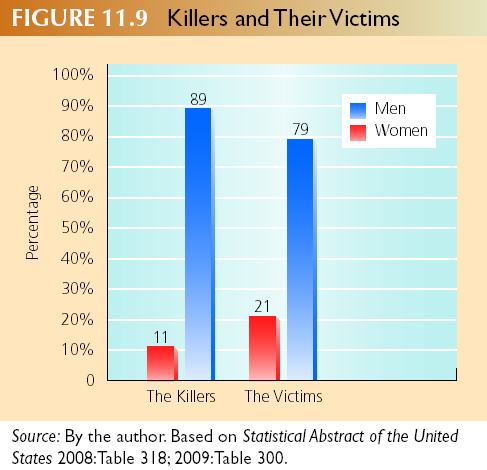 FIGURE 11.9 Killers and Their Victims
100%
90%
80%
70%
60%
50%
40%
30%
20%
10%
0
Percentage
89
79
11
21
Men
Women
The Killers
The Victims
Source: By the author. Based on Statistical Abstract of the United
States 2008:Table 318; 2009:Table 300.